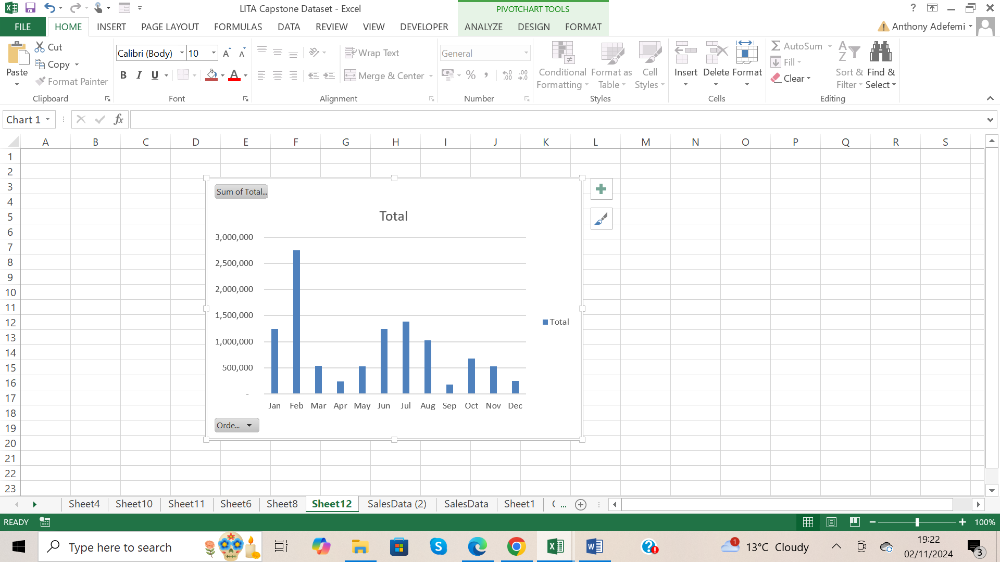 LITA Capstone Dataset - Excel
PIVOTCHART TOOLS
?
FILE
HOME
INSERT
PAGE LAYOUT
FORMULAS
DATA
REVIEW
VIEW
DEVELOPER
ANALYZE
DESIGN
FORMAT
Anthony Adefemi
Paste
Cut
Copy
Format Painter
Clipboard
Calibri (Body)
10
A A
B I U A
Font
Wrap Text
Merge & Center
Alignment
General
% ,
Number
Conditional Formatting
Format as Table
Cell Styles
Styles
Insert
Delete
Format
Cells
AutoSum
Fill
Clear
Sort & Filter
Find & Select
Editing
Chart 1
fx
A B C D E F G H I J K L M N O P Q R S
1
2
3
4
5
6
7
8
9
10
11
12
13
14
15
16
17
18
19
20
21
22
23
Sum of Total...
Total
3,000,000
2,500,000
2,000,000
1,500,000
1,000,000
500,000
-
Jan Feb Mar Apr May Jun Jul Aug Sep Oct Nov Dec
Total
Orde...
Sheet4
Sheet10
Sheet11
Sheet6
Sheet8
Sheet12
SalesData (2)
SalesData
Sheet1
...
READY
100%
Type here to search
1
13°C Cloudy
19:22
02/11/2024
3